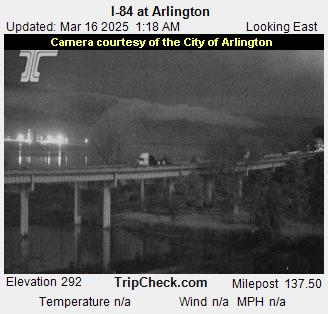 I-84 at Arlington
Updated: Mar 16 2025 1:18 AM Looking East
Camera courtesy of the City of Arlington
Elevation 292 TripCheck.com Milepost 137.50
Temperature n/a Wind n/a MPH n/a